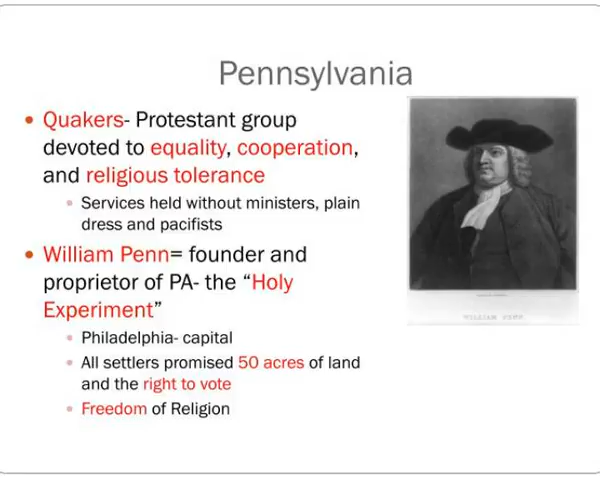 Pennsylvania
Quakers- Protestant group
devoted to equality, cooperation,
and religious tolerance
Services held without ministers, plain
dress and pacifists
William Penn= founder and
proprietor of PA- the “Holy
Experiment”
Philadelphia- capital
All settlers promised 50 acres of land
and the right to vote
Freedom of Religion
WILLIAM PENN.